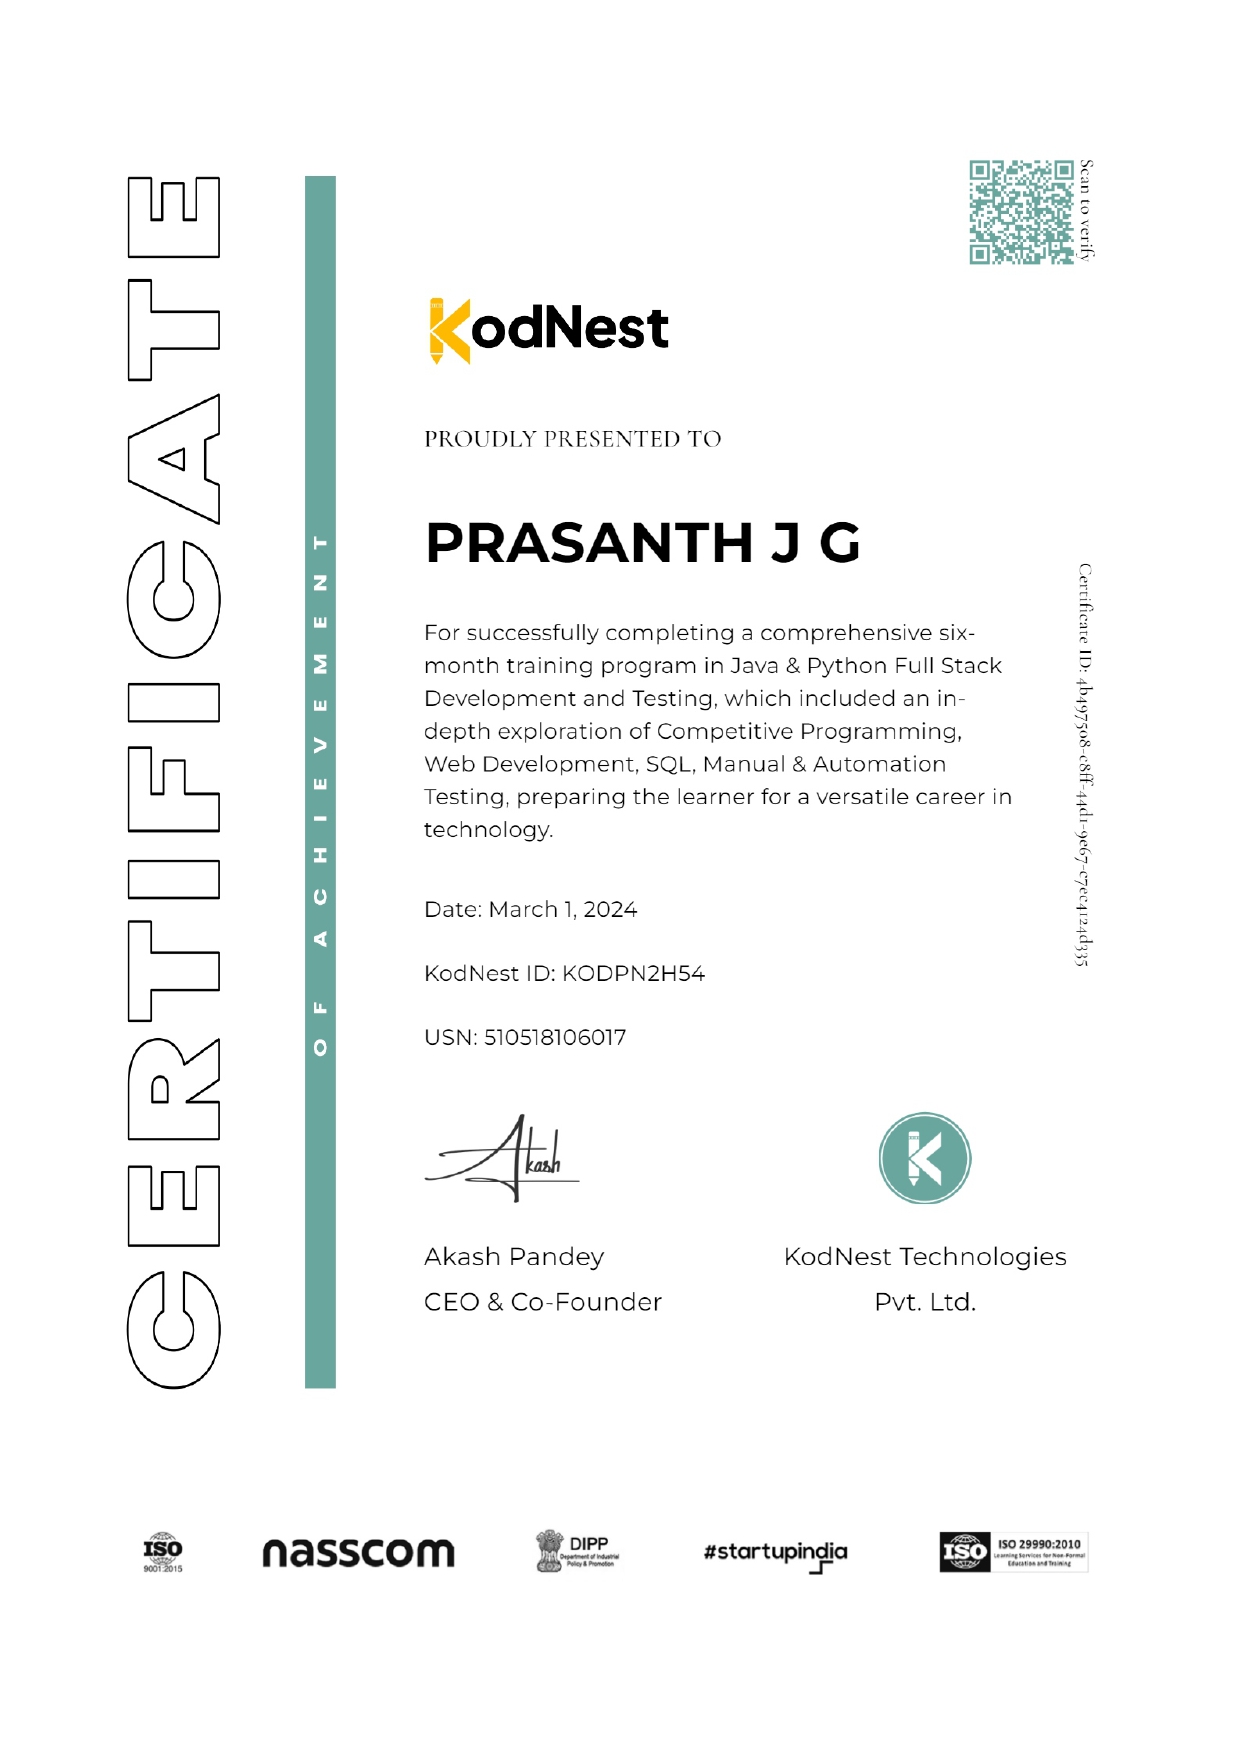 CERTIFICATE
OF ACHIEVEMENT
Scan to verify
KodNest
PROUDLY PRESENTED TO
PRASANTH J G
For successfully completing a comprehensive six-
month training program in Java & Python Full Stack
Development and Testing, which included an in-
depth exploration of Competitive Programming,
Web Development, SQL, Manual & Automation
Testing, preparing the learner for a versatile career in
technology.
Certificate ID: 4b497508-c8ff-44d1-9e67-c7ec4124d335
Date: March 1, 2024
KodNest ID: KODPN2H54
USN: 510518106017
Akash
K
Akash Pandey
CEO & Co-Founder
KodNest Technologies
Pvt. Ltd.
ISO
9001:2015
nasscom
DIPP
Department of Industrial
Policy & Promotion
#startupindia
ISO
ISO 29990:2010
Learning Services for Non-Formal
Education and Training